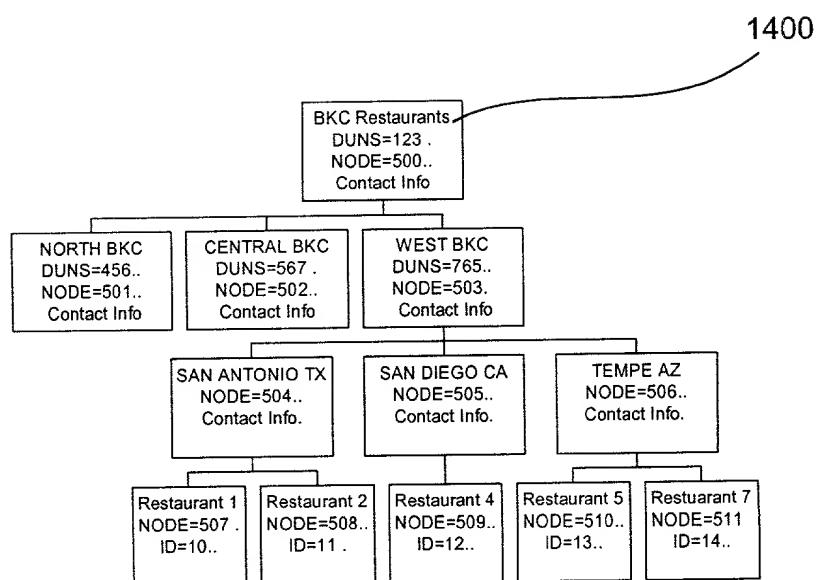 1400
BKC Restaurants
DUNS=123 .
NODE=500..
Contact Info
NORTH BKC
DUNS=456..
NODE=501..
Contact Info
CENTRAL BKC
DUNS=567 .
NODE=502..
Contact Info
WEST BKC
DUNS=765..
NODE=503.
Contact Info
SAN ANTONIO TX
NODE=504..
Contact Info.
SAN DIEGO CA
NODE=505..
Contact Info.
TEMPE AZ
NODE=506..
Contact Info.
Restaurant 1
NODE=507 .
ID=10..
Restaurant 2
NODE=508..
ID=11 .
Restaurant 4
NODE=509..
ID=12..
Restaurant 5
NODE=510..
ID=13..
Restuarant 7
NODE=511
ID=14..